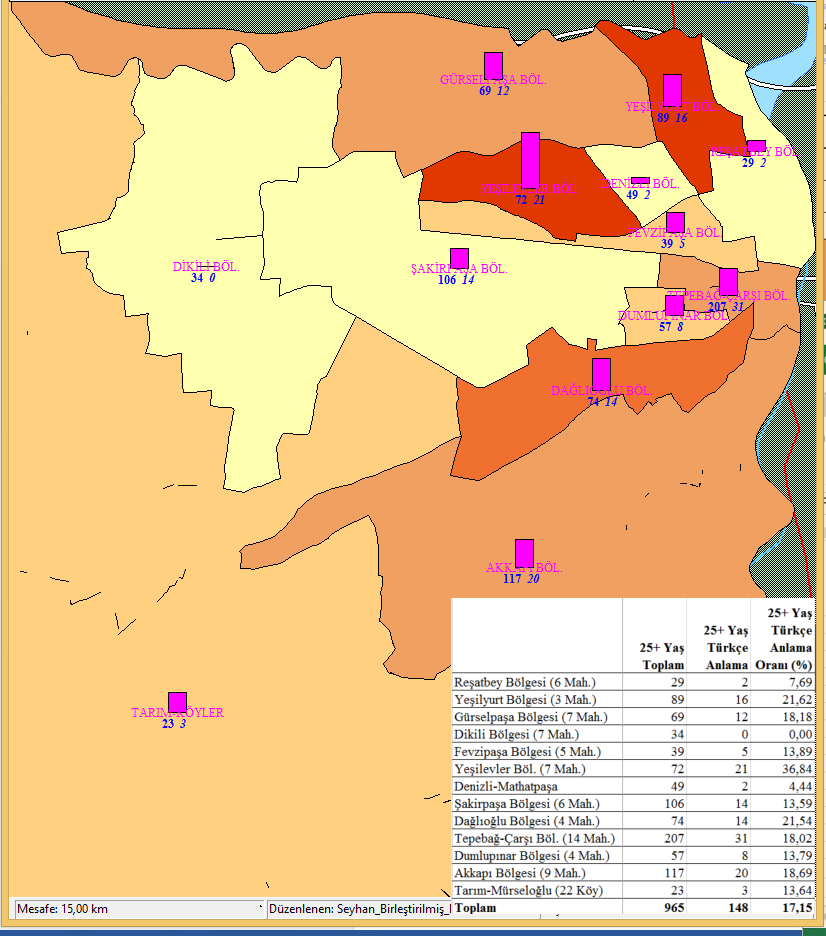 GÜRSELPAŞA BÖL.
69 12
89 16
29 2
YEŞİLEVLER BÖL.
72 21
DENİZLİ BÖL.
49 2
FEVZİPAŞA BÖL.
39 5
DİKİLİ BÖL.
34 0
ŞAKİRPAŞA BÖL.
106 14
TEPEBAĞ-ÇARŞI BÖL.
207 31
DUMLUPINAR BÖL.
57 8
DAĞLIOĞLU BÖL.
74 14
AKKAPI BÖL.
117 20
TARIM-KÖYLER
23 3
25+ Yaş Toplam 25+ Yaş Türkçe Anlama 25+ Yaş Türkçe Anlama Oranı (%)
Reşatbey Bölgesi (6 Mah.) 29 2 7,69
Yeşilyurt Bölgesi (3 Mah.) 89 16 21,62
Gürselpaşa Bölgesi (7 Mah.) 69 12 18,18
Dikili Bölgesi (7 Mah.) 34 0 0,00
Fevzipaşa Bölgesi (5 Mah.) 39 5 13,89
Yeşilevler Böl. (7 Mah.) 72 21 36,84
Denizli-Mathatpaşa 49 2 4,44
Şakirpaşa Bölgesi (6 Mah.) 106 14 13,59
Dağlıoğlu Bölgesi (4 Mah.) 74 14 21,54
Tepebağ-Çarşı Böl. (14 Mah.) 207 31 18,02
Dumlupınar Bölgesi (4 Mah.) 57 8 13,79
Akkapı Bölgesi (9 Mah.) 117 20 18,69
Tarım-Mürseloğlu (22 Köy) 23 3 13,64
Toplam 965 148 17,15
Mesafe: 15,00 km
Düzenlenen: Seyhan_Birleştirilmiş_